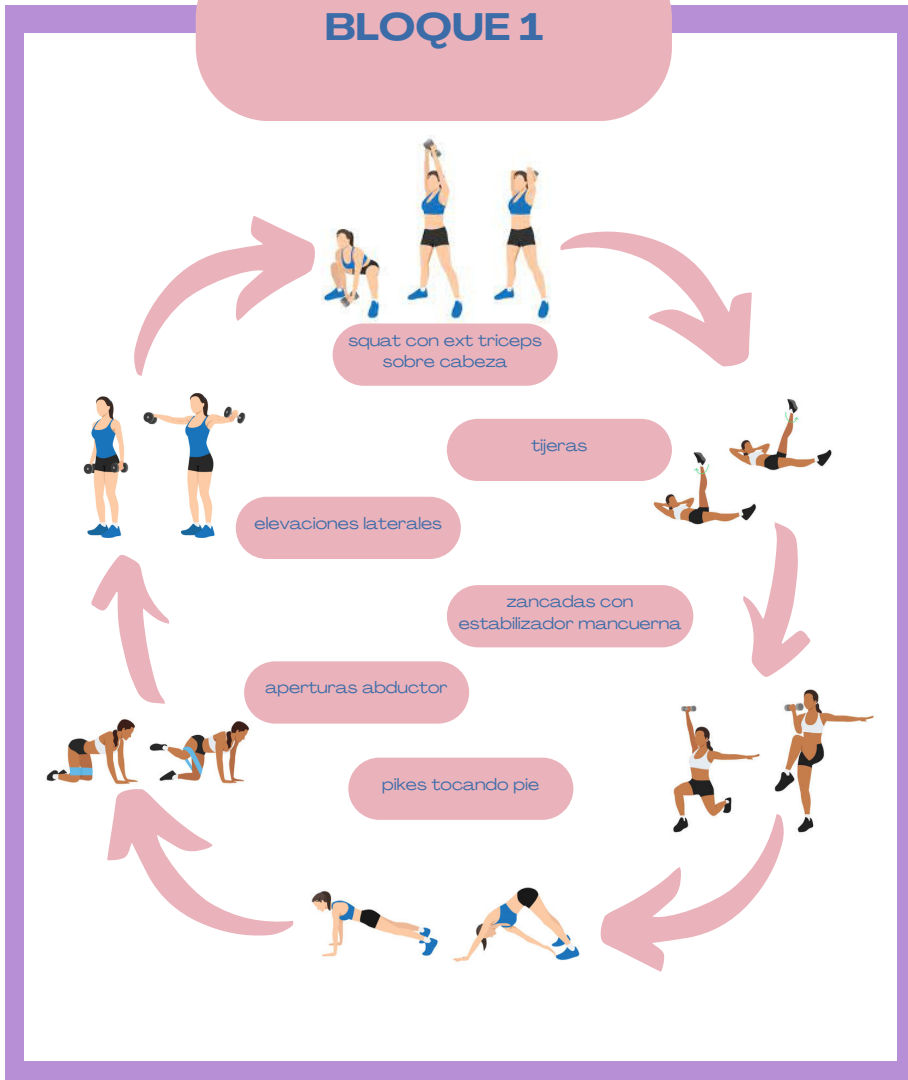 BLOQUE 1
squat con ext triceps
sobre cabeza
tijeras
elevaciones laterales
zancadas con
estabilizador mancuerna
aperturas abductor
pikes tocando pie